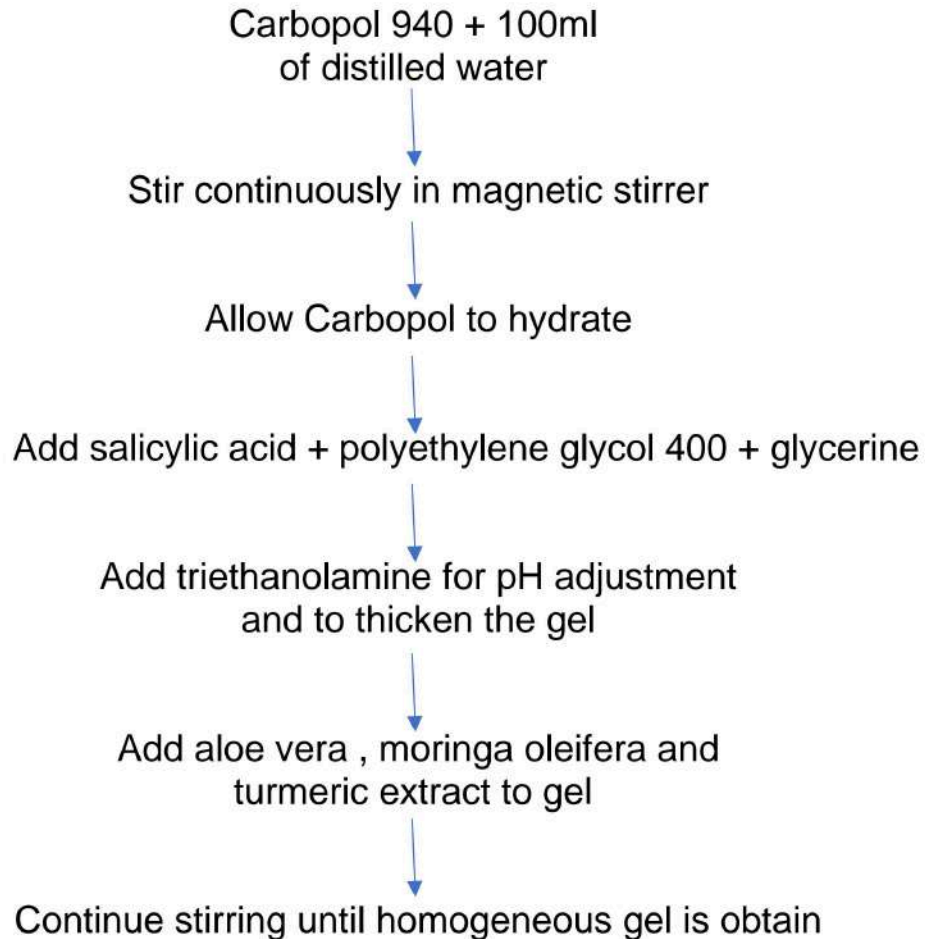 Carbopol 940 + 100ml
of distilled water
Stir continuously in magnetic stirrer
Allow Carbopol to hydrate
Add salicylic acid + polyethylene glycol 400 + glycerine
Add triethanolamine for pH adjustment
and to thicken the gel
Add aloe vera , moringa oleifera and
turmeric extract to gel
Continue stirring until homogeneous gel is obtain